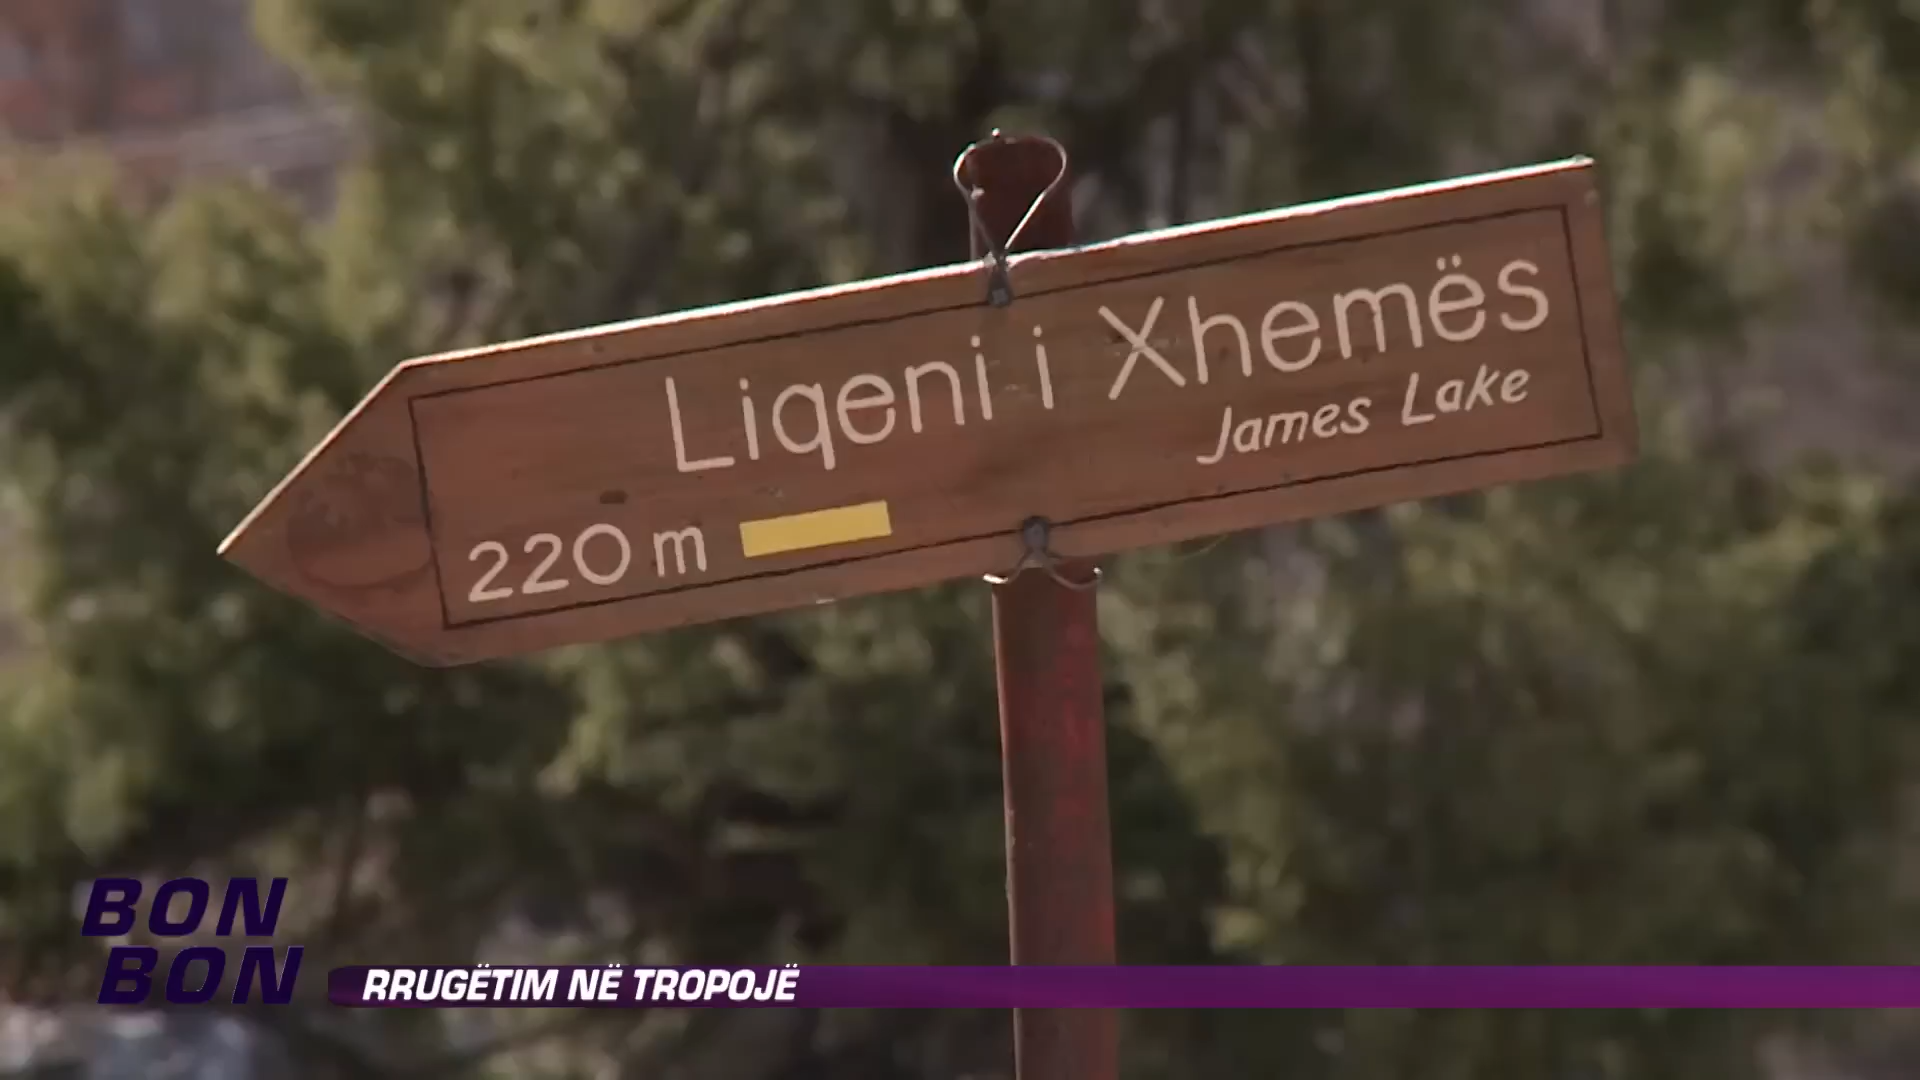 Liqeni i Xhemës
James Lake
220 m
BON
BON
RRUGËTIM NË TROPOJË